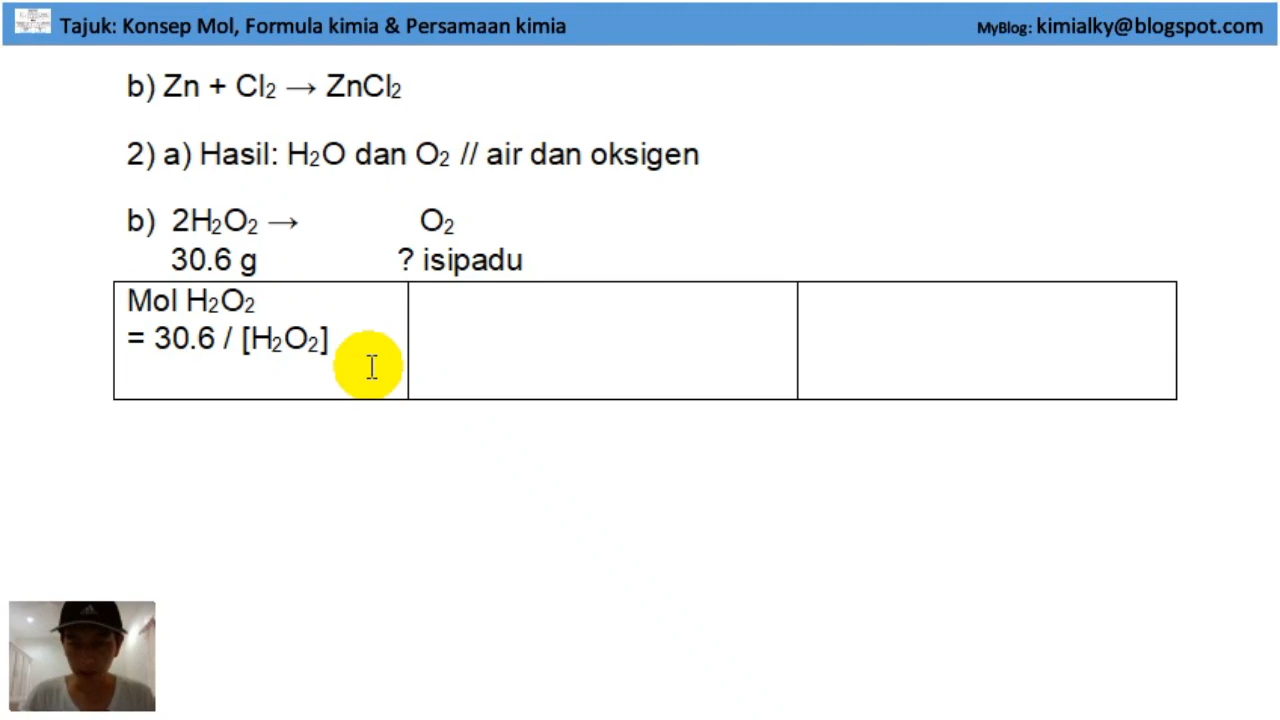 Tajuk: Konsep Mol, Formula kimia & Persamaan kimia
MyBlog: kimialky@blogspot.com
b) Zn + Cl₂ → ZnCl₂
2) a) Hasil: H₂O dan O₂ // air dan oksigen
b) 2H₂O₂ → O₂
30.6 g ? isipadu
Mol H₂O₂
= 30.6 / [H₂O₂]